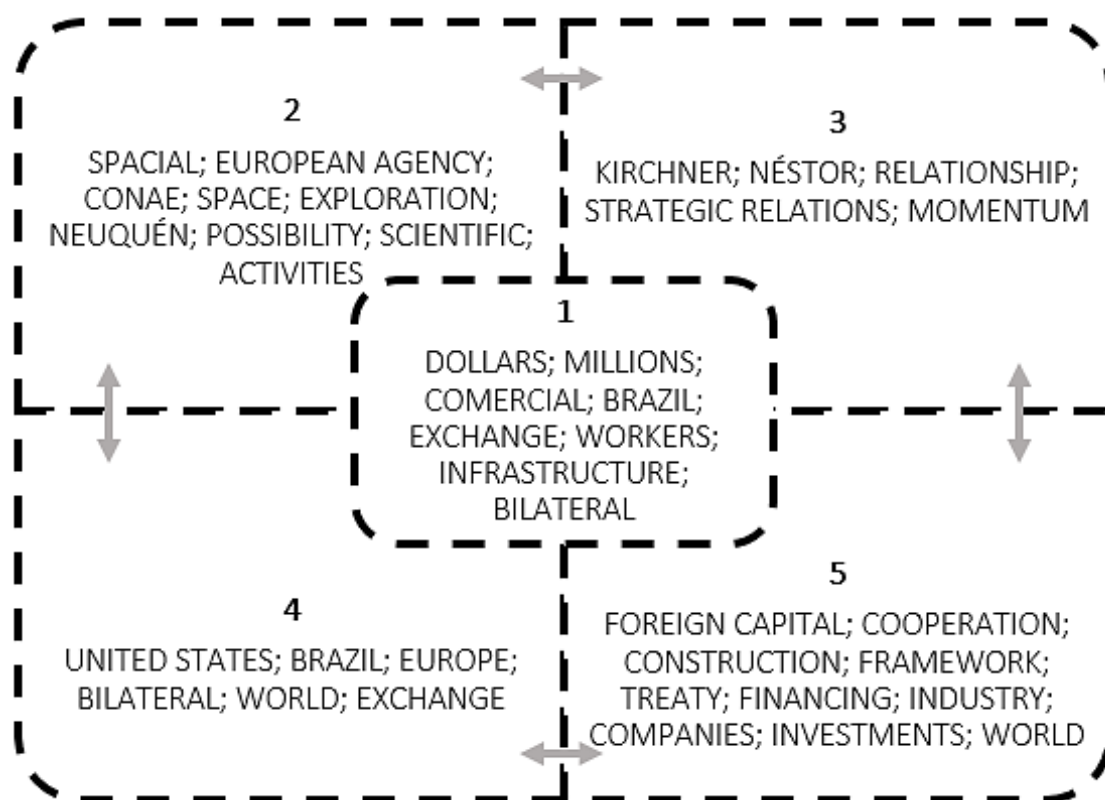 2
SPACIAL; EUROPEAN AGENCY;
CONAE; SPACE; EXPLORATION;
NEUQUÉN; POSSIBILITY; SCIENTIFIC;
ACTIVITIES
3
KIRCHNER; NÉSTOR; RELATIONSHIP;
STRATEGIC RELATIONS; MOMENTUM
1
DOLLARS; MILLIONS;
COMERCIAL; BRAZIL;
EXCHANGE; WORKERS;
INFRASTRUCTURE;
BILATERAL
4
UNITED STATES; BRAZIL; EUROPE;
BILATERAL; WORLD; EXCHANGE
5
FOREIGN CAPITAL; COOPERATION;
CONSTRUCTION; FRAMEWORK;
TREATY; FINANCING; INDUSTRY;
COMPANIES; INVESTMENTS; WORLD